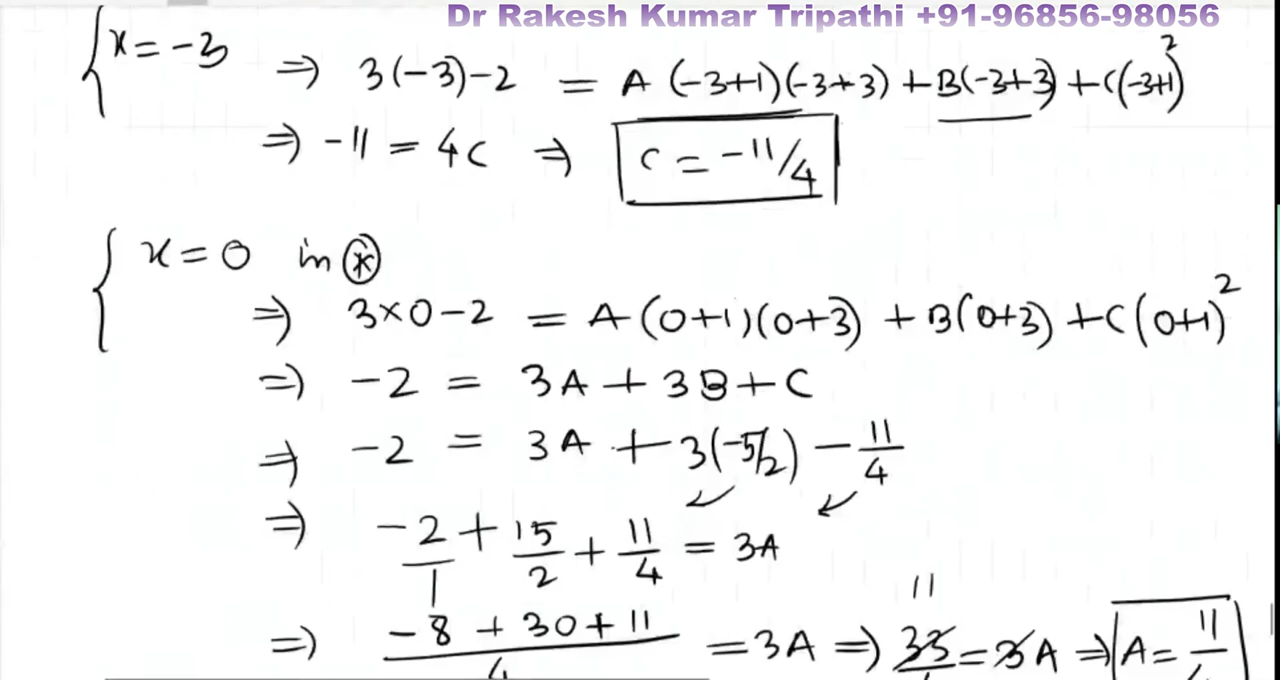 Dr Rakesh Kumar Tripathi +91-96856-98056
{ x = -3 ⇒ 3(-3)-2 = A (-3+1)(-3+3) + B(-3+3) + C(-3+1)²
⇒ -11 = 4C ⇒ C = -11/4
{ x = 0 in ⊛
⇒ 3×0-2 = A(0+1)(0+3) + B(0+3) + C(0+1)²
⇒ -2 = 3A + 3B + C
⇒ -2 = 3A + 3(-5/2) - 11/4
⇒ -2/1 + 15/2 + 11/4 = 3A
11
⇒ (-8 + 30 + 11)/4 = 3A ⇒ 33/4 = 3A ⇒ A = 11/4